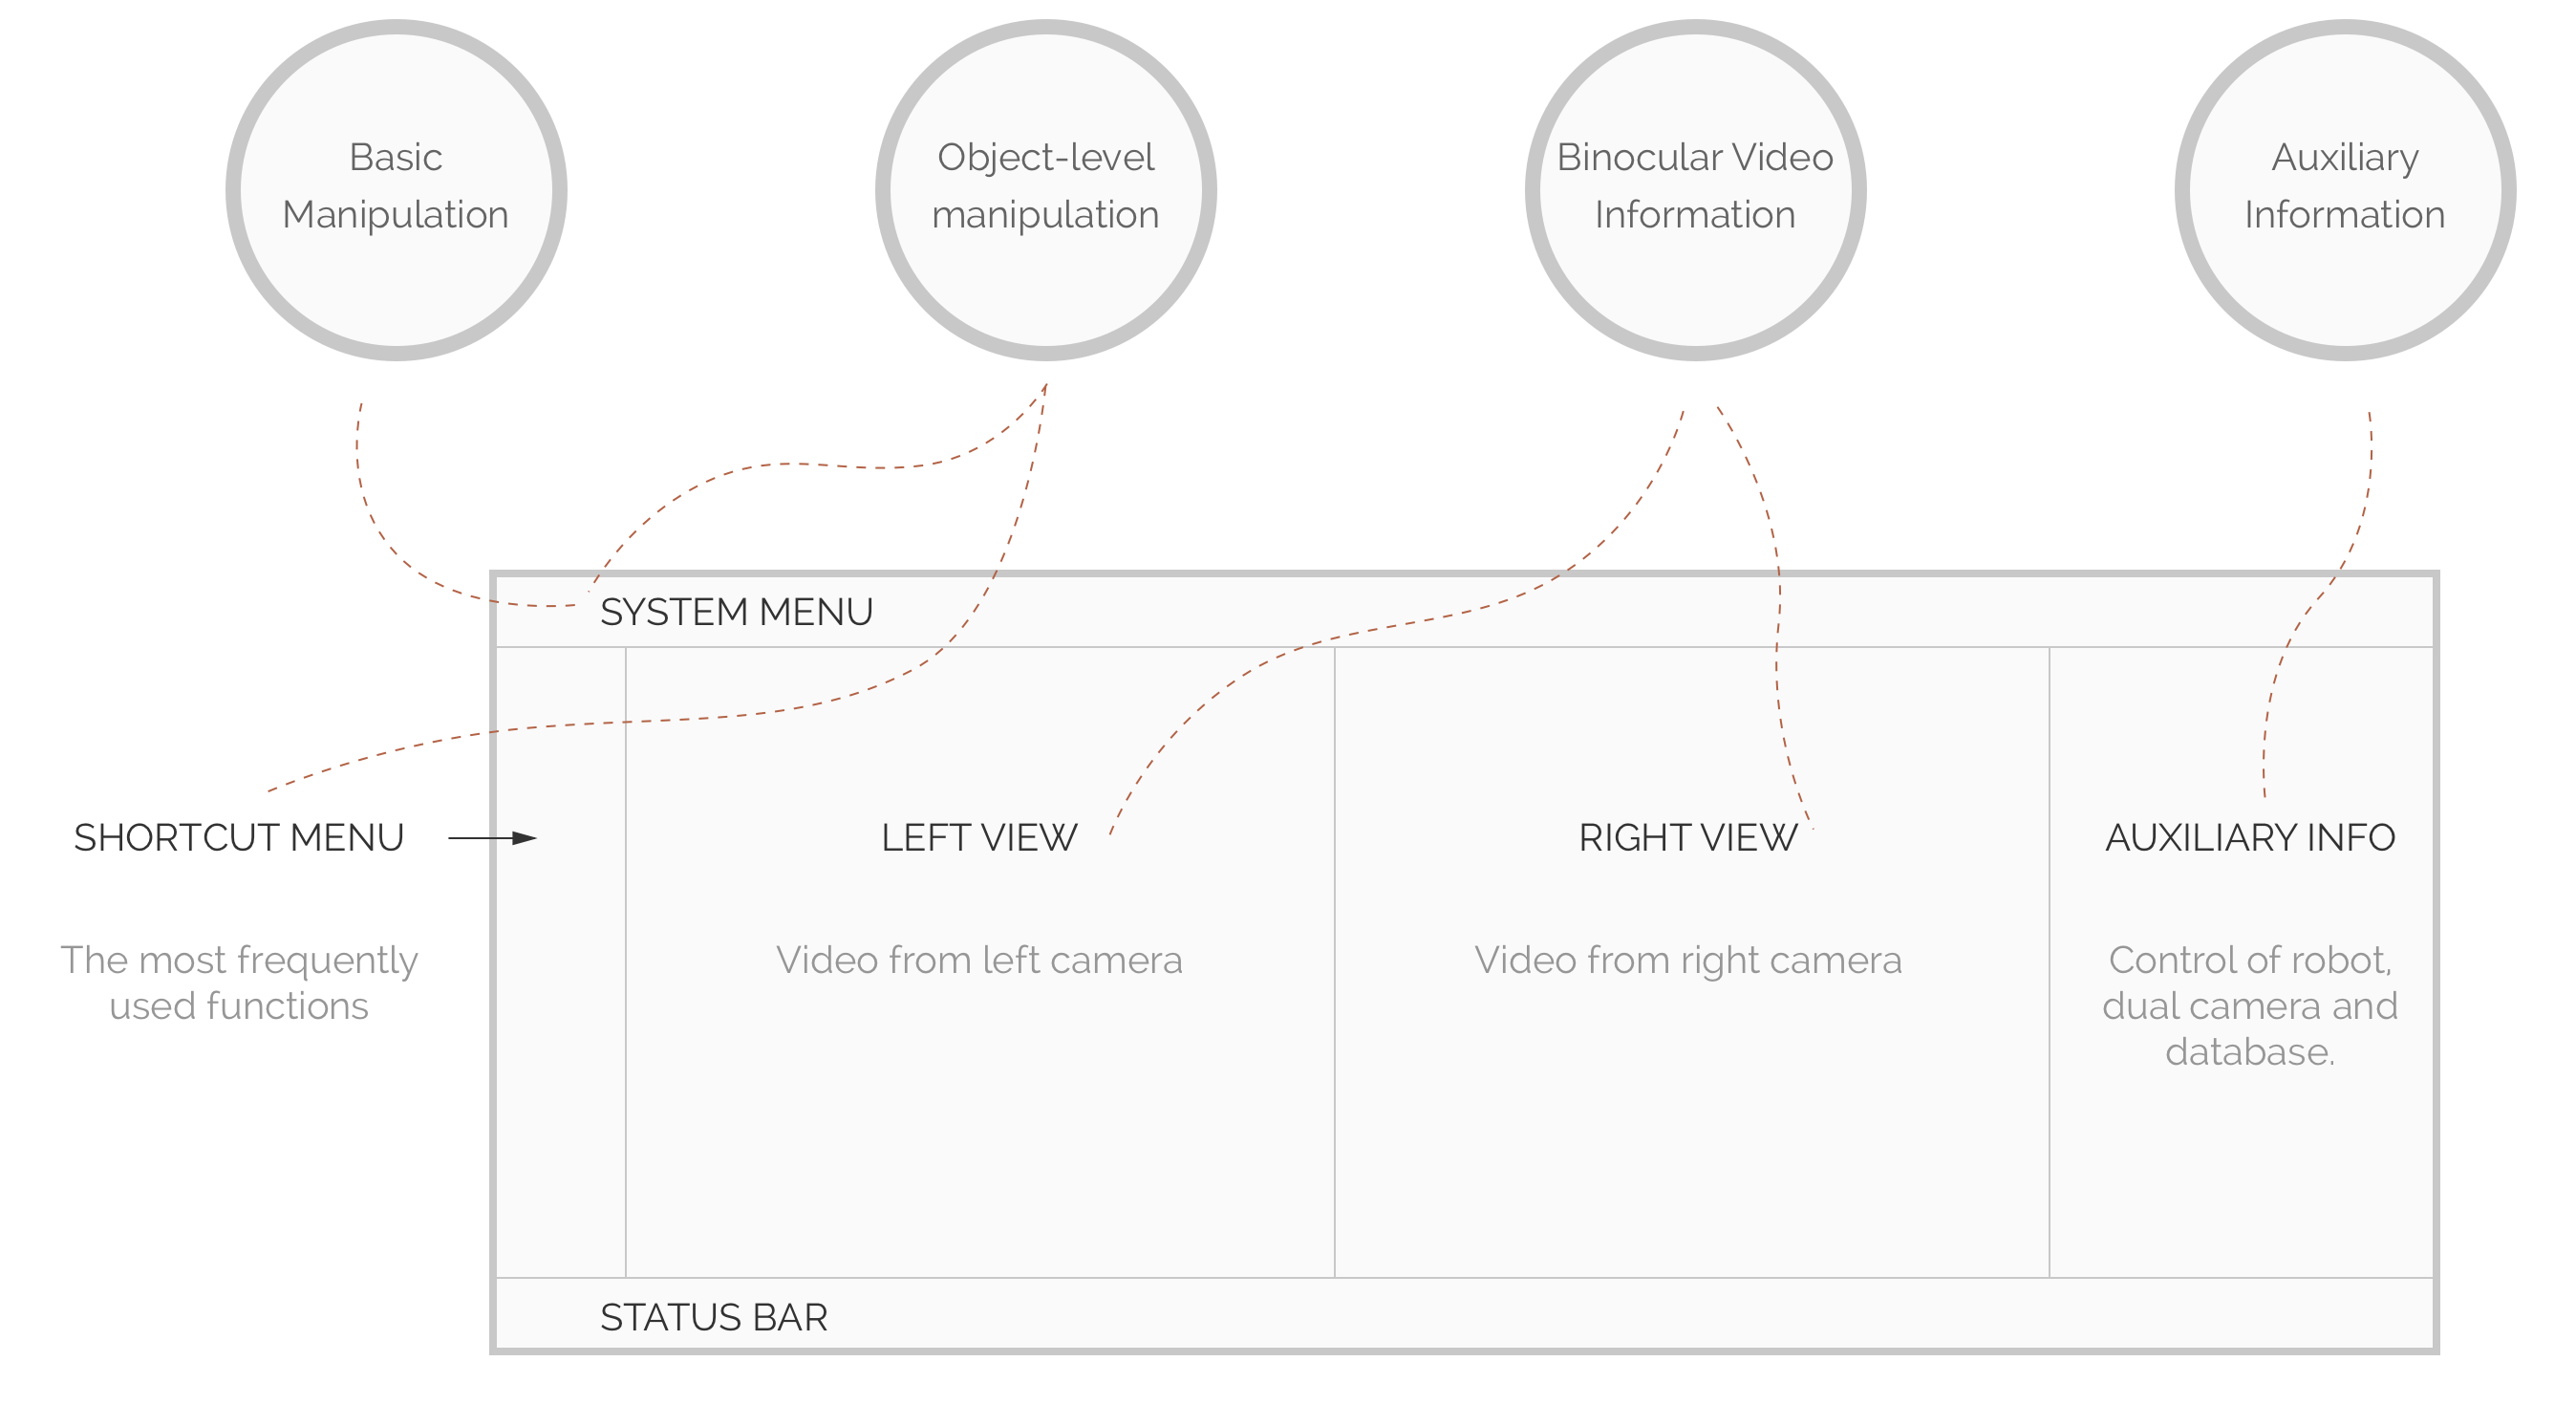 Basic
Manipulation
Object-level
manipulation
Binocular Video
Information
Auxiliary
Information
SYSTEM MENU
SHORTCUT MENU
The most frequently
used functions
LEFT VIEW
Video from left camera
RIGHT VIEW
Video from right camera
AUXILIARY INFO
Control of robot,
dual camera and
database.
STATUS BAR